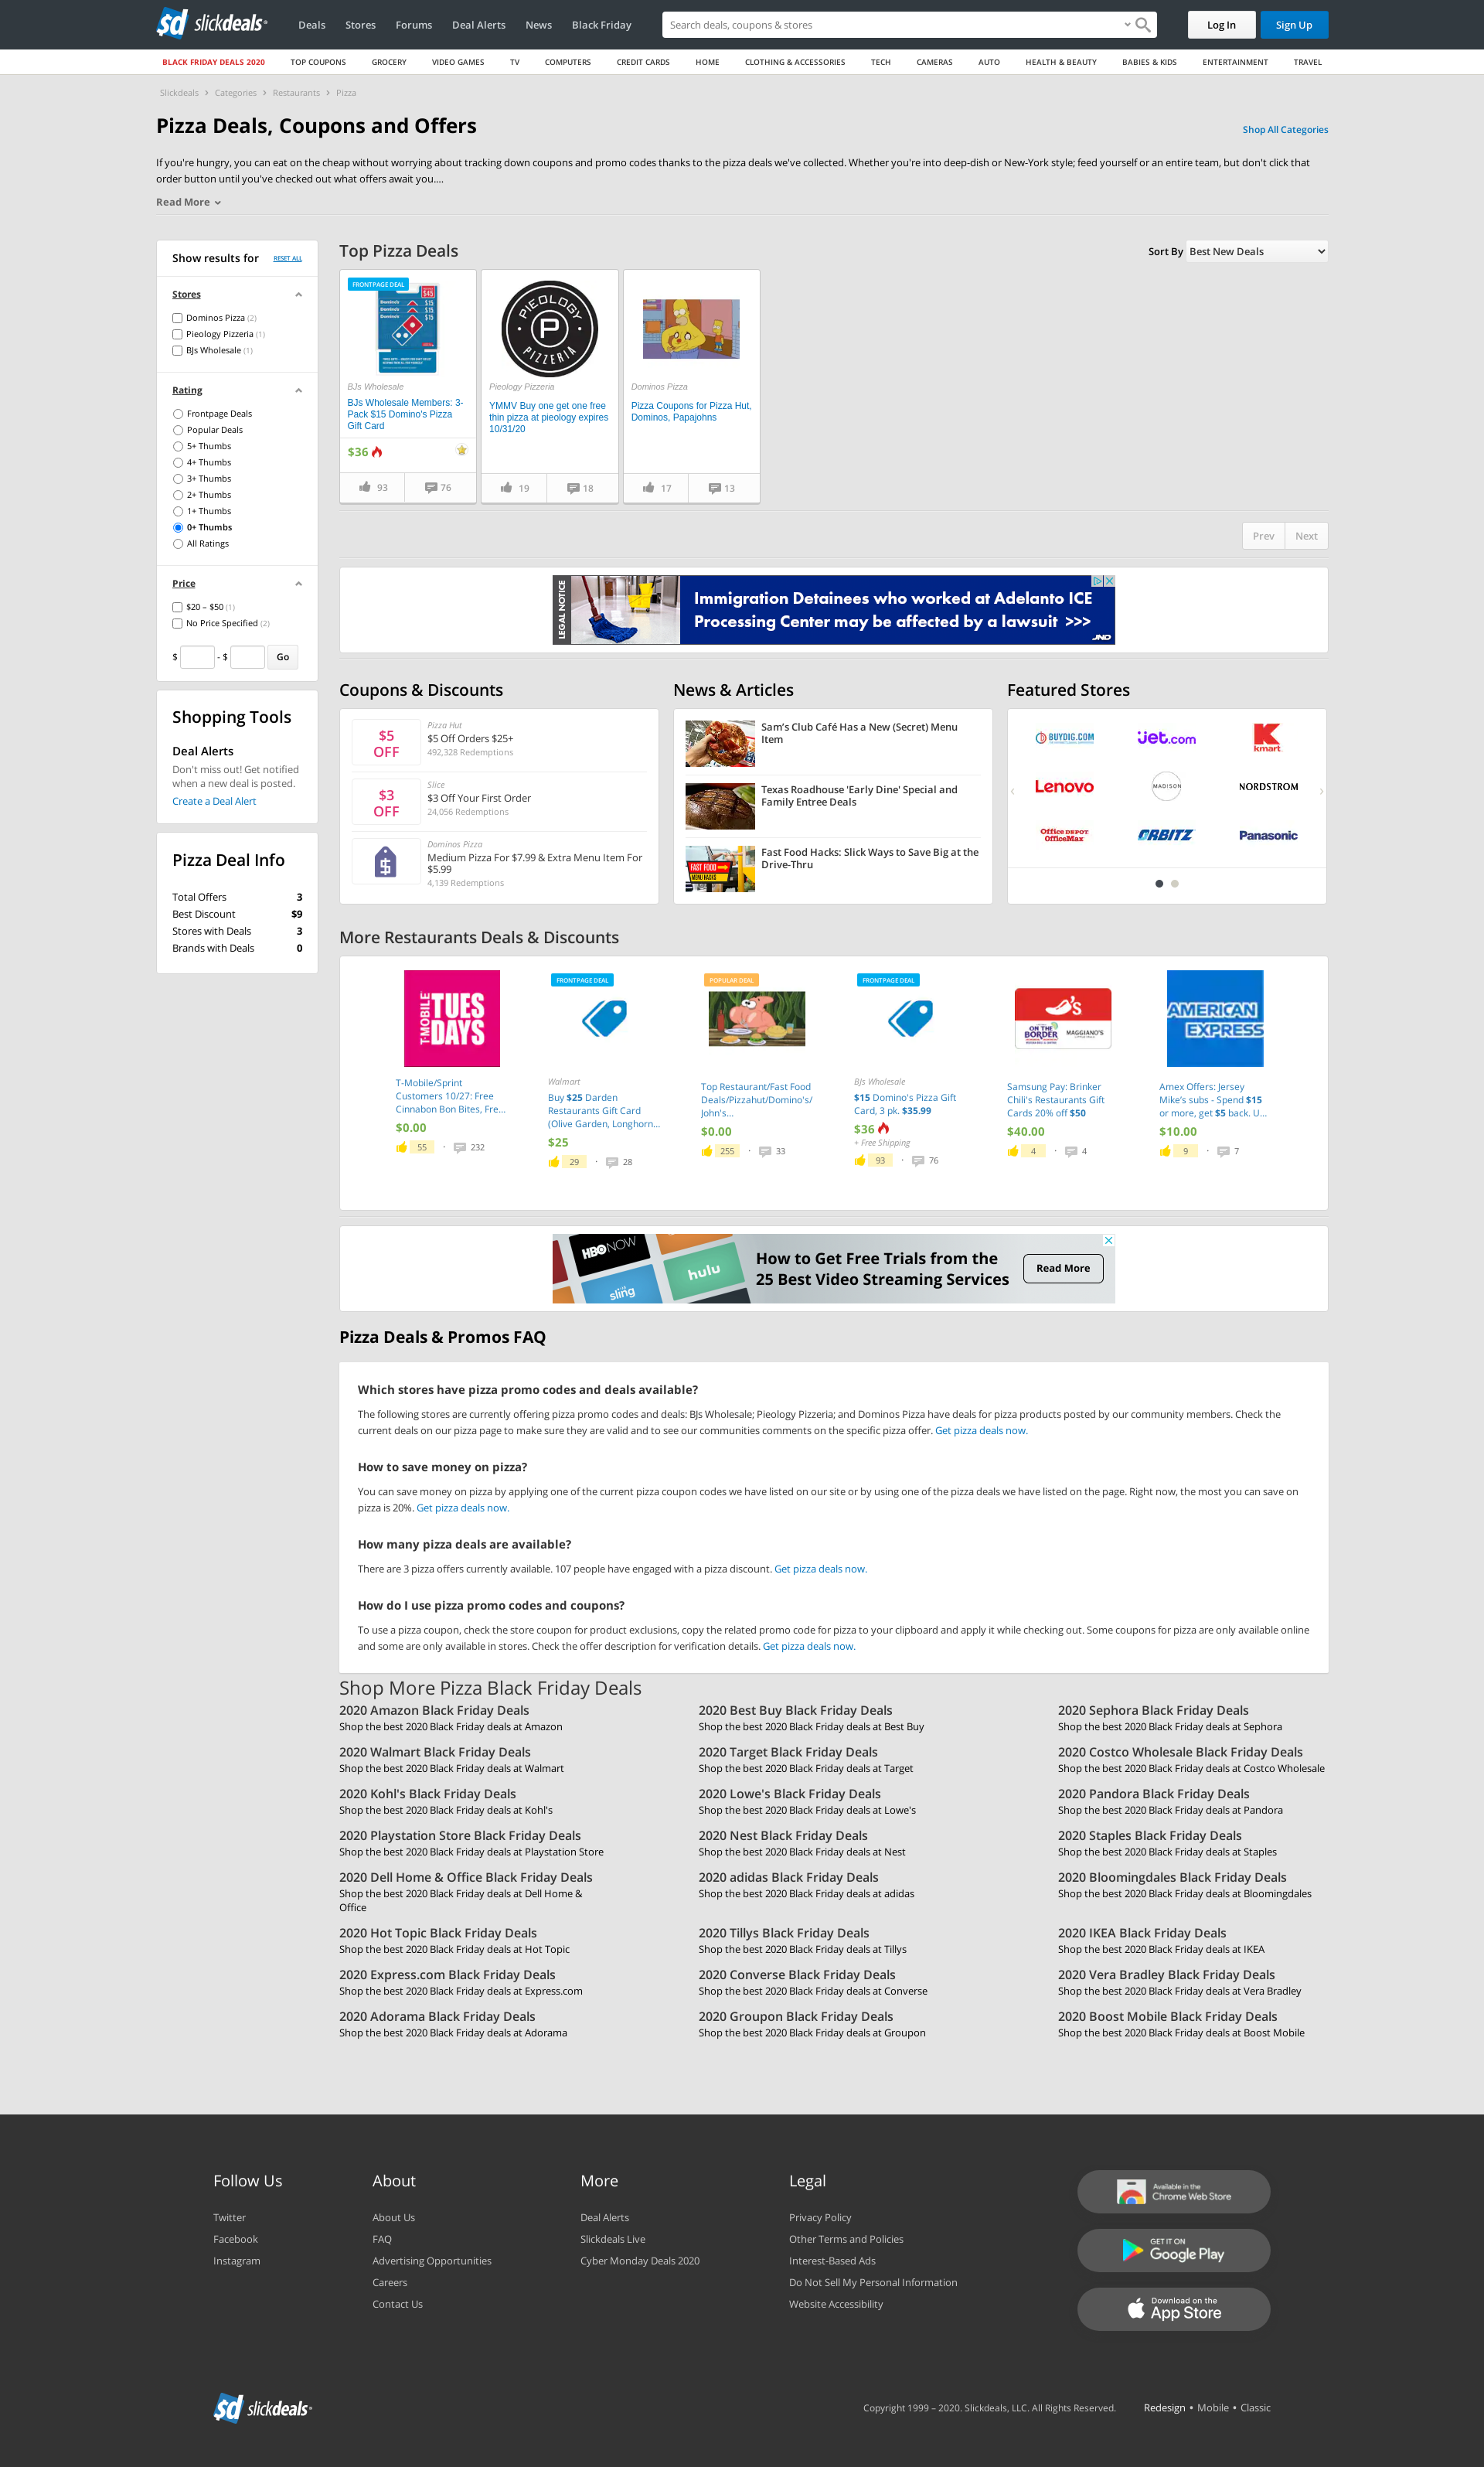 slickdeals
Deals
Stores
Forums
Deal Alerts
News
Black Friday
Search deals, coupons & stores
Log In
Sign Up
BLACK FRIDAY DEALS 2020
TOP COUPONS
GROCERY
VIDEO GAMES
TV
COMPUTERS
CREDIT CARDS
HOME
CLOTHING & ACCESSORIES
TECH
CAMERAS
AUTO
HEALTH & BEAUTY
BABIES & KIDS
ENTERTAINMENT
TRAVEL
Slickdeals > Categories > Restaurants > Pizza
Pizza Deals, Coupons and Offers
Shop All Categories
If you're hungry, you can eat on the cheap without worrying about tracking down coupons and promo codes thanks to the pizza deals we've collected. Whether you're into deep-dish or New-York style; feed yourself or an entire team, but don't click that
order button until you've checked out what offers await you....
Read More
Show results for
RESET ALL
Stores
Dominos Pizza (2)
Pieology Pizzeria (1)
BJs Wholesale (1)
Rating
Frontpage Deals
Popular Deals
5+ Thumbs
4+ Thumbs
3+ Thumbs
2+ Thumbs
1+ Thumbs
0+ Thumbs
All Ratings
Price
$20 – $50 (1)
No Price Specified (2)
$ - $ Go
Shopping Tools
Deal Alerts
Don't miss out! Get notified
when a new deal is posted.
Create a Deal Alert
Pizza Deal Info
Total Offers 3
Best Discount $9
Stores with Deals 3
Brands with Deals 0
Top Pizza Deals
Sort By Best New Deals
FRONTPAGE DEAL
$45
Domino's $15
Domino's $15
Domino's $15
BJs Wholesale
BJs Wholesale Members: 3-
Pack $15 Domino's Pizza
Gift Card
$36
93
76
PIEOLOGY
P
PIZZERIA
Pieology Pizzeria
YMMV Buy one get one free
thin pizza at pieology expires
10/31/20
19
18
Dominos Pizza
Pizza Coupons for Pizza Hut,
Dominos, Papajohns
17
13
Prev
Next
LEGAL NOTICE
Immigration Detainees who worked at Adelanto ICE
Processing Center may be affected by a lawsuit >>>
JND
Coupons & Discounts
$5
OFF
Pizza Hut
$5 Off Orders $25+
492,328 Redemptions
$3
OFF
Slice
$3 Off Your First Order
24,056 Redemptions
$
Dominos Pizza
Medium Pizza For $7.99 & Extra Menu Item For
$5.99
4,139 Redemptions
News & Articles
Sam's Club Café Has a New (Secret) Menu
Item
Texas Roadhouse 'Early Dine' Special and
Family Entree Deals
FAST FOOD
MENU HACKS
Fast Food Hacks: Slick Ways to Save Big at the
Drive-Thru
Featured Stores
BUYDIG.COM
jet.com
K
kmart
Lenovo
MADISON
NORDSTROM
Office DEPOT
OfficeMax
ORBITZ
Panasonic
More Restaurants Deals & Discounts
T-MOBILE
TUES
DAYS
T-Mobile/Sprint
Customers 10/27: Free
Cinnabon Bon Bites, Fre...
$0.00
55 · 232
FRONTPAGE DEAL
Walmart
Buy $25 Darden
Restaurants Gift Card
(Olive Garden, Longhorn...
$25
29 · 28
POPULAR DEAL
Top Restaurant/Fast Food
Deals/Pizzahut/Domino's/
John's...
$0.00
255 · 33
FRONTPAGE DEAL
BJs Wholesale
$15 Domino's Pizza Gift
Card, 3 pk. $35.99
$36
+ Free Shipping
93 · 76
ON THE
BORDER
MAGGIANO'S
Samsung Pay: Brinker
Chili's Restaurants Gift
Cards 20% off $50
$40.00
4 · 4
AMERICAN
EXPRESS
Amex Offers: Jersey
Mike's subs - Spend $15
or more, get $5 back. U...
$10.00
9 · 7
HBO NOW
sling
hulu
How to Get Free Trials from the
25 Best Video Streaming Services
Read More
Pizza Deals & Promos FAQ
Which stores have pizza promo codes and deals available?
The following stores are currently offering pizza promo codes and deals: BJs Wholesale; Pieology Pizzeria; and Dominos Pizza have deals for pizza products posted by our community members. Check the
current deals on our pizza page to make sure they are valid and to see our communities comments on the specific pizza offer. Get pizza deals now.
How to save money on pizza?
You can save money on pizza by applying one of the current pizza coupon codes we have listed on our site or by using one of the pizza deals we have listed on the page. Right now, the most you can save on
pizza is 20%. Get pizza deals now.
How many pizza deals are available?
There are 3 pizza offers currently available. 107 people have engaged with a pizza discount. Get pizza deals now.
How do I use pizza promo codes and coupons?
To use a pizza coupon, check the store coupon for product exclusions, copy the related promo code for pizza to your clipboard and apply it while checking out. Some coupons for pizza are only available online
and some are only available in stores. Check the offer description for verification details. Get pizza deals now.
Shop More Pizza Black Friday Deals
2020 Amazon Black Friday Deals
Shop the best 2020 Black Friday deals at Amazon
2020 Best Buy Black Friday Deals
Shop the best 2020 Black Friday deals at Best Buy
2020 Sephora Black Friday Deals
Shop the best 2020 Black Friday deals at Sephora
2020 Walmart Black Friday Deals
Shop the best 2020 Black Friday deals at Walmart
2020 Target Black Friday Deals
Shop the best 2020 Black Friday deals at Target
2020 Costco Wholesale Black Friday Deals
Shop the best 2020 Black Friday deals at Costco Wholesale
2020 Kohl's Black Friday Deals
Shop the best 2020 Black Friday deals at Kohl's
2020 Lowe's Black Friday Deals
Shop the best 2020 Black Friday deals at Lowe's
2020 Pandora Black Friday Deals
Shop the best 2020 Black Friday deals at Pandora
2020 Playstation Store Black Friday Deals
Shop the best 2020 Black Friday deals at Playstation Store
2020 Nest Black Friday Deals
Shop the best 2020 Black Friday deals at Nest
2020 Staples Black Friday Deals
Shop the best 2020 Black Friday deals at Staples
2020 Dell Home & Office Black Friday Deals
Shop the best 2020 Black Friday deals at Dell Home &
Office
2020 adidas Black Friday Deals
Shop the best 2020 Black Friday deals at adidas
2020 Bloomingdales Black Friday Deals
Shop the best 2020 Black Friday deals at Bloomingdales
2020 Hot Topic Black Friday Deals
Shop the best 2020 Black Friday deals at Hot Topic
2020 Tillys Black Friday Deals
Shop the best 2020 Black Friday deals at Tillys
2020 IKEA Black Friday Deals
Shop the best 2020 Black Friday deals at IKEA
2020 Express.com Black Friday Deals
Shop the best 2020 Black Friday deals at Express.com
2020 Converse Black Friday Deals
Shop the best 2020 Black Friday deals at Converse
2020 Vera Bradley Black Friday Deals
Shop the best 2020 Black Friday deals at Vera Bradley
2020 Adorama Black Friday Deals
Shop the best 2020 Black Friday deals at Adorama
2020 Groupon Black Friday Deals
Shop the best 2020 Black Friday deals at Groupon
2020 Boost Mobile Black Friday Deals
Shop the best 2020 Black Friday deals at Boost Mobile
Follow Us
Twitter
Facebook
Instagram
About
About Us
FAQ
Advertising Opportunities
Careers
Contact Us
More
Deal Alerts
Slickdeals Live
Cyber Monday Deals 2020
Legal
Privacy Policy
Other Terms and Policies
Interest-Based Ads
Do Not Sell My Personal Information
Website Accessibility
Available in the
Chrome Web Store
GET IT ON
Google Play
Download on the
App Store
slickdeals
Copyright 1999 – 2020. Slickdeals, LLC. All Rights Reserved.
Redesign • Mobile • Classic